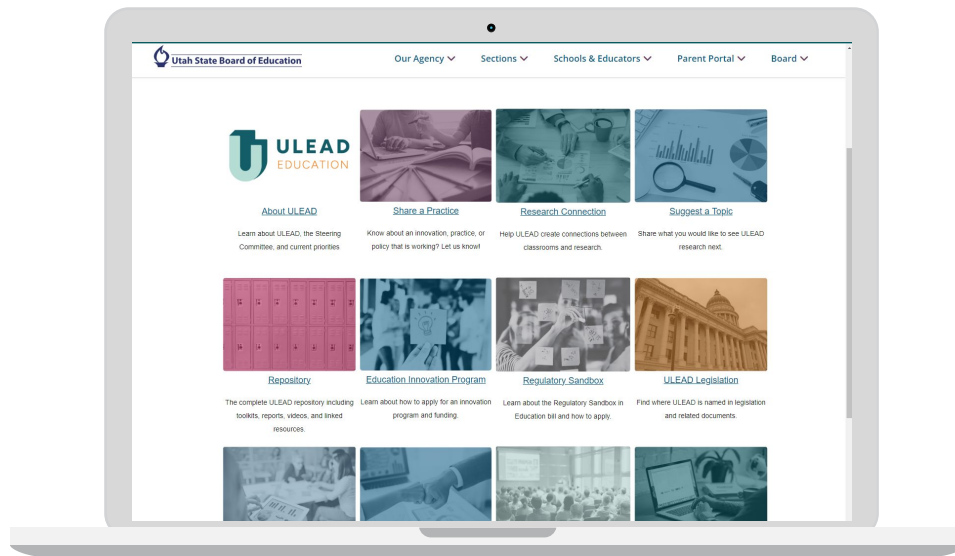 Utah State Board of Education
Our Agency
Sections
Schools & Educators
Parent Portal
Board
ULEAD
EDUCATION
About ULEAD
Learn about ULEAD, the Steering
Committee, and current priorities
Share a Practice
Know about an innovation, practice, or
policy that is working? Let us know!
Research Connection
Help ULEAD create connections between
classrooms and research.
Suggest a Topic
Share what you would like to see ULEAD
research next.
Repository
The complete ULEAD repository including
toolkits, reports, videos, and linked
resources.
Education Innovation Program
Learn about how to apply for an innovation
program and funding.
Regulatory Sandbox
Learn about the Regulatory Sandbox in
Education bill and how to apply.
ULEAD Legislation
Find where ULEAD is named in legislation
and related documents.